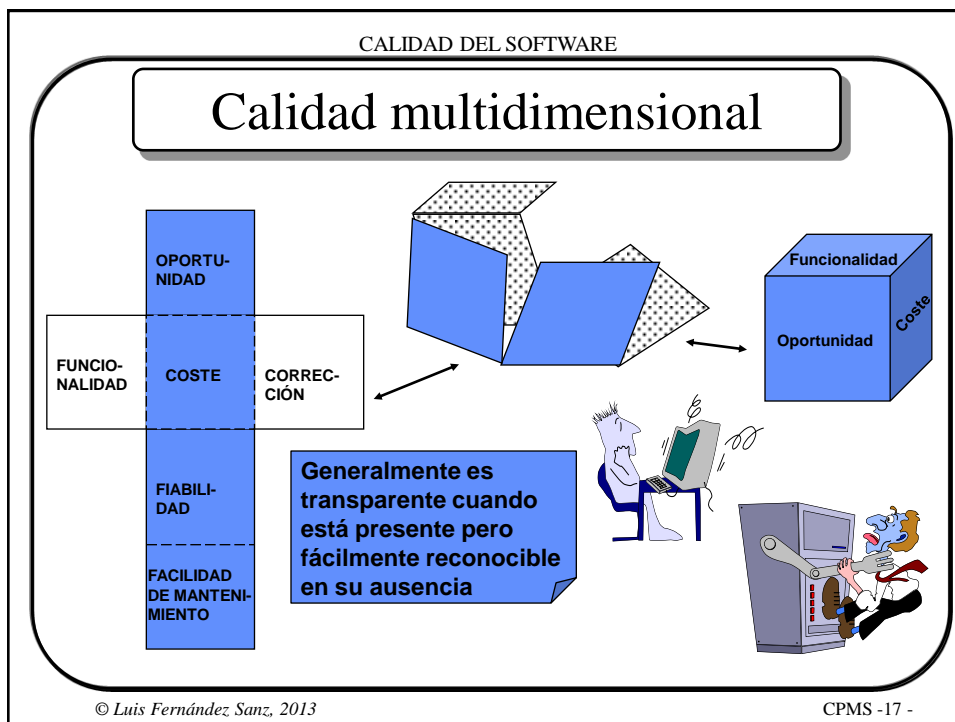 CALIDAD DEL SOFTWARE
Calidad multidimensional
OPORTU-
NIDAD
FUNCIO-
NALIDAD
COSTE
CORREC-
CIÓN
FIABILI-
DAD
FACILIDAD
DE MANTENI-
MIENTO
Funcionalidad
Oportunidad
Coste
Generalmente es
transparente cuando
está presente pero
fácilmente reconocible
en su ausencia
© Luis Fernández Sanz, 2013
CPMS -17 -